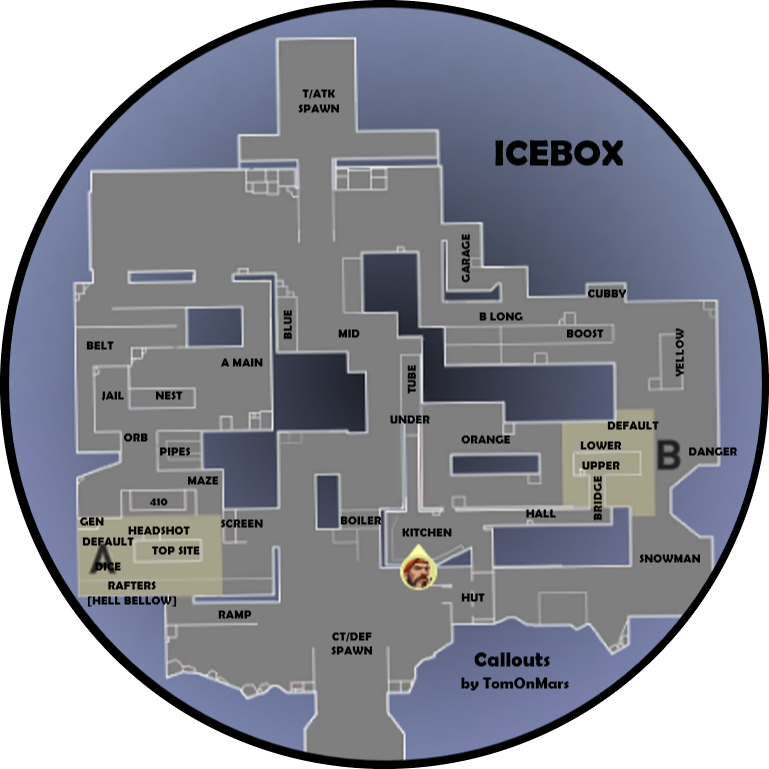 T/ATK
SPAWN
ICEBOX
GARAGE
CUBBY
B LONG
BLUE
MID
BOOST
BELT
YELLOW
A MAIN
TUBE
JAIL
NEST
UNDER
DEFAULT
ORB
ORANGE
LOWER
PIPES
B
DANGER
UPPER
MAZE
BRIDGE
410
HALL
GEN
SCREEN
BOILER
HEADSHOT
KITCHEN
DEFAULT
TOP SITE
A
SNOWMAN
DICE
RAFTERS
HUT
[HELL BELLOW]
RAMP
CT/DEF
SPAWN
Callouts
by TomOnMars